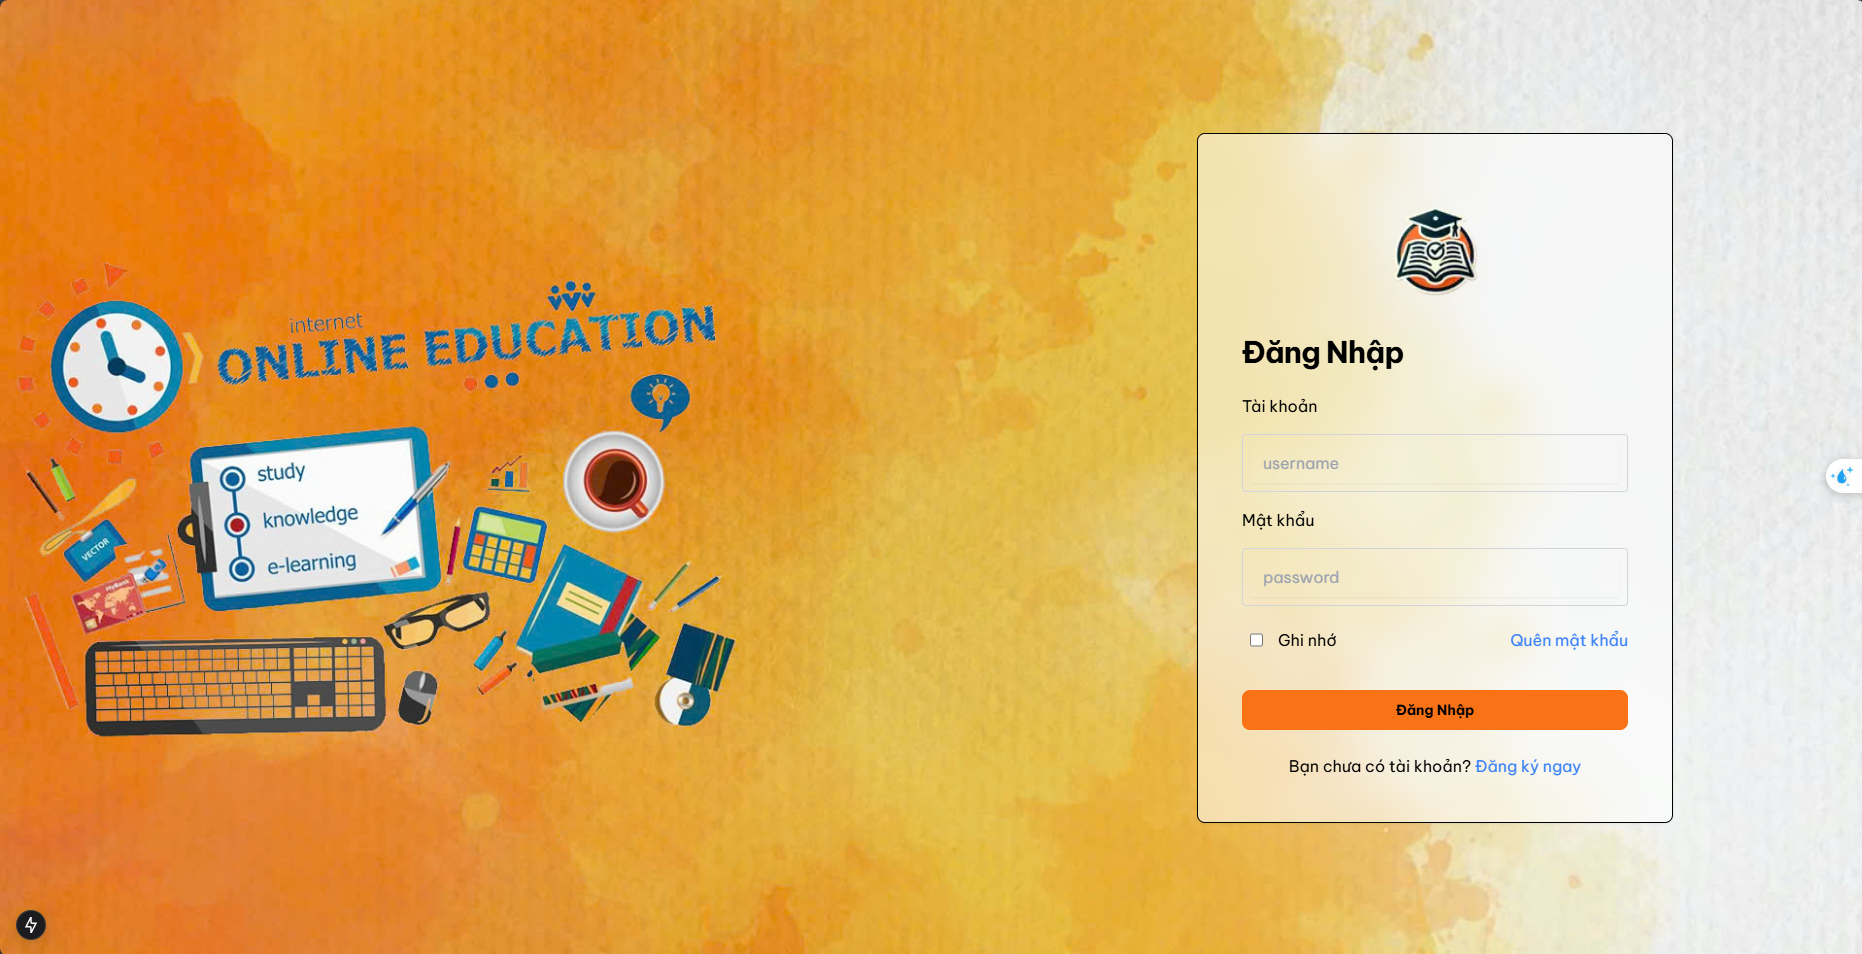 internet
ONLINE EDUCATION
study
knowledge
e-learning
VECTOR
MyBank
Đăng Nhập
Tài khoản
username
Mật khẩu
password
Ghi nhớ
Quên mật khẩu
Đăng Nhập
Bạn chưa có tài khoản? Đăng ký ngay